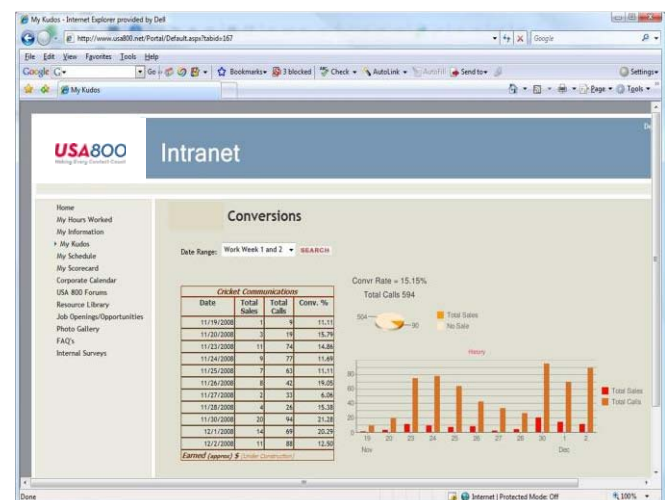 My Kudos - Internet Explorer provided by Dell
http://www.usa800.net/Portal/Default.aspx?tabid=167
Google
File Edit View Favorites Tools Help
Google G Go Bookmarks 3 blocked Check AutoLink AutoFill Send to Settings
My Kudos Page Tools
USA800
Making Every Contact Count
Intranet
Home
My Hours Worked
My Information
My Kudos
My Schedule
My Scorecard
Corporate Calendar
USA 800 Forums
Resource Library
Job Openings/Opportunities
Photo Gallery
FAQ's
Internal Surveys
Conversions
Date Range: Work Week 1 and 2 SEARCH
Cricket Communications
Date Total Sales Total Calls Conv. %
11/19/2008 1 9 11.11
11/20/2008 3 19 15.79
11/23/2008 11 74 14.86
11/24/2008 9 77 11.69
11/25/2008 7 63 11.11
11/26/2008 8 42 19.05
11/27/2008 2 33 6.06
11/28/2008 4 26 15.38
11/30/2008 20 94 21.28
12/1/2008 14 69 20.29
12/2/2008 11 88 12.50
Earned (approx) $ (Under Construction)
Convr Rate = 15.15%
Total Calls 594
504
90
Total Sales
No Sale
History
80
60
40
20
0
19 20 23 24 25 26 27 28 30 1 2
Nov Dec
Total Sales
Total Calls
Done
Internet | Protected Mode: Off
100%